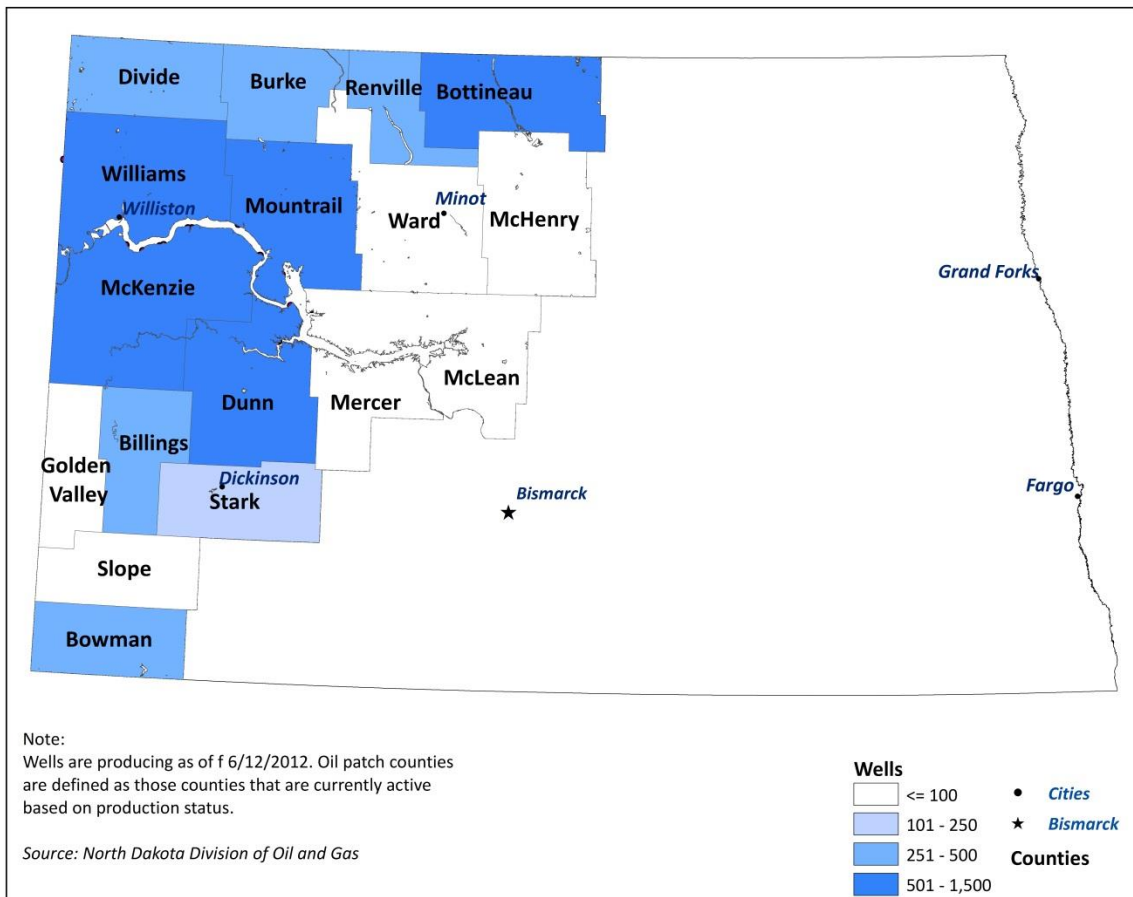 Divide
Burke
Renville
Bottineau
Williams
Williston
Mountrail
Minot
Ward
McHenry
Grand Forks
McKenzie
McLean
Mercer
Dunn
Billings
Golden
Valley
Dickinson
Stark
Bismarck
Fargo
Slope
Bowman
Note:
Wells are producing as of f 6/12/2012. Oil patch counties
are defined as those counties that are currently active
based on production status.
Source: North Dakota Division of Oil and Gas
Wells
<= 100
101 - 250
251 - 500
501 - 1,500
Cities
Bismarck
Counties